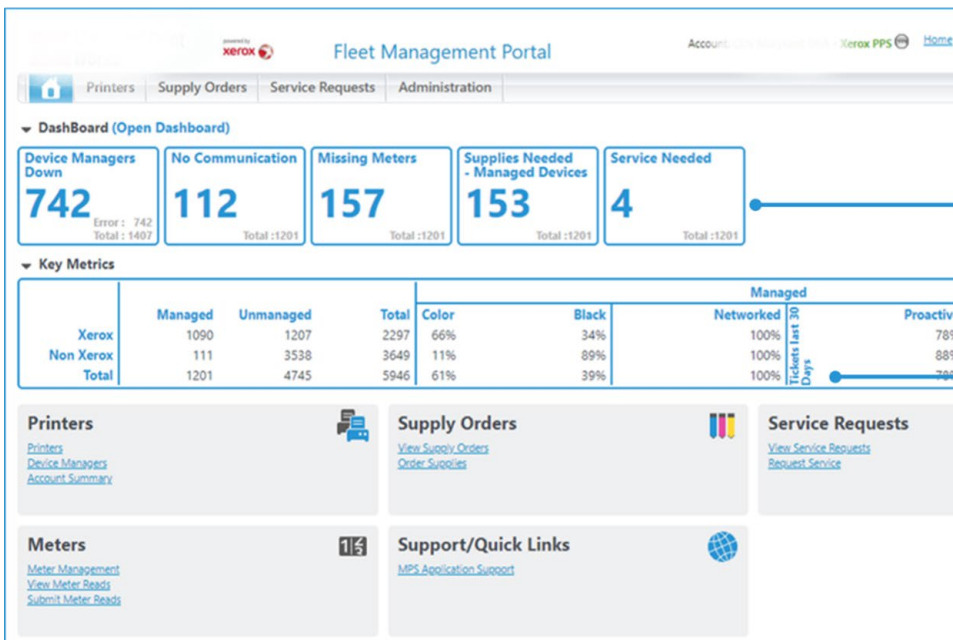 powered by
xerox
Fleet Management Portal
Account
Xerox PPS
Home
Printers
Supply Orders
Service Requests
Administration
DashBoard (Open Dashboard)
Device Managers
Down
742
Error : 742
Total : 1407
No Communication
112
Total :1201
Missing Meters
157
Total :1201
Supplies Needed
- Managed Devices
153
Total :1201
Service Needed
4
Total :1201
Key Metrics
Managed
Managed Unmanaged Total Color Black Networked Tickets last 30 Proactiv
Days
Xerox 1090 1207 2297 66% 34% 100% 78%
Non Xerox 111 3538 3649 11% 89% 100% 88%
Total 1201 4745 5946 61% 39% 100% 78%
Printers
Printers
Device Managers
Account Summary
Supply Orders
View Supply Orders
Order Supplies
Service Requests
View Service Requests
Request Service
Meters
Meter Management
View Meter Reads
Submit Meter Reads
Support/Quick Links
MPS Application Support